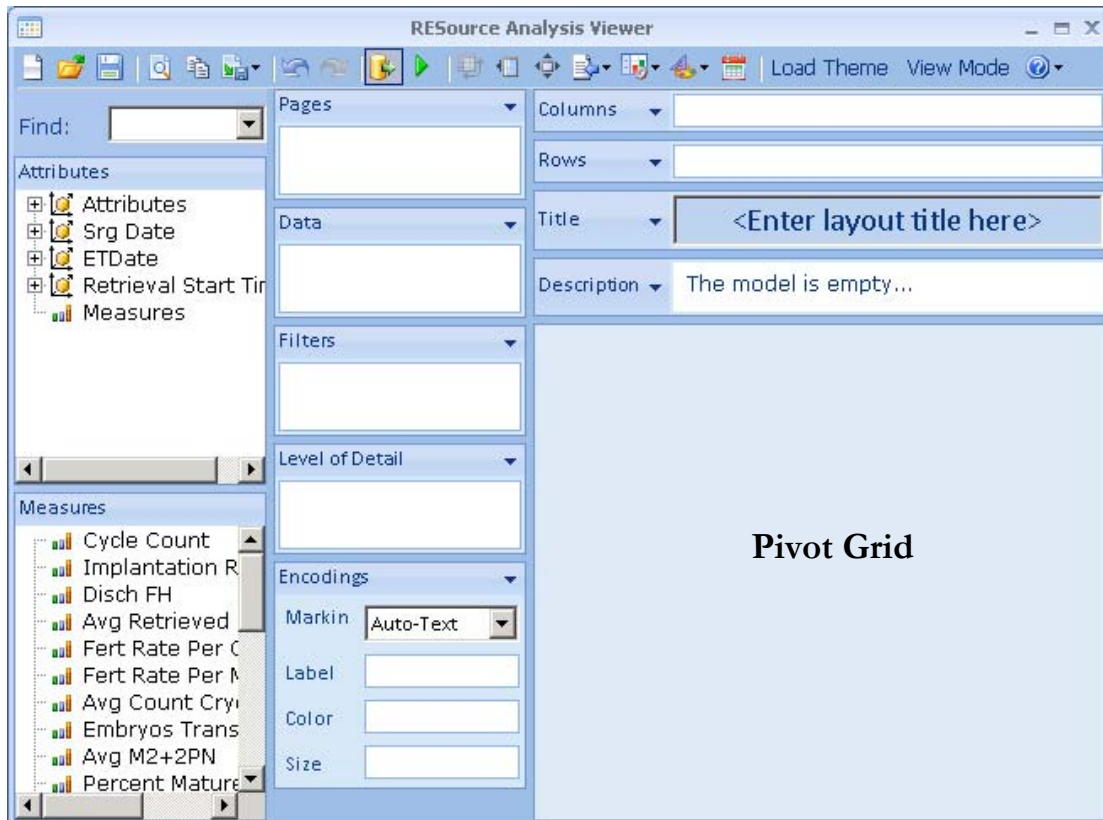 RESource Analysis Viewer
Load Theme View Mode
Find:
Attributes
Attributes
Srg Date
ETDate
Retrieval Start Tir
Measures
Measures
Cycle Count
Implantation R
Disch FH
Avg Retrieved
Fert Rate Per
Fert Rate Per
Avg Count Cry
Embryos Trans
Avg M2+2PN
Percent Mature
Pages
Data
Filters
Level of Detail
Encodings
Markin Auto-Text
Label
Color
Size
Columns
Rows
Title <Enter layout title here>
Description The model is empty...
Pivot Grid